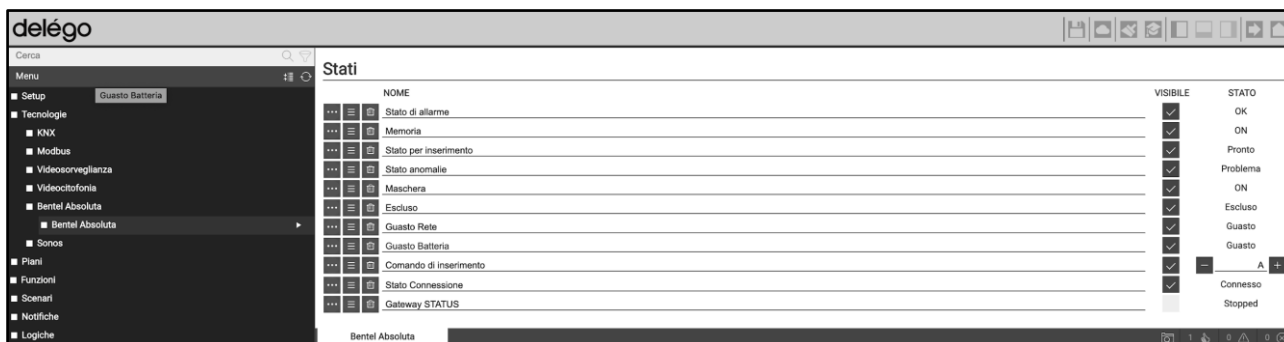 delégo
Cerca
Menu
Setup
Guasto Batteria
Tecnologie
KNX
Modbus
Videosorveglianza
Videocitofonia
Bentel Absoluta
Bentel Absoluta
Sonos
Piani
Funzioni
Scenari
Notifiche
Logiche
Stati
NOME VISIBILE STATO
Stato di allarme OK
Memoria ON
Stato per inserimento Pronto
Stato anomalie Problema
Maschera ON
Escluso Escluso
Guasto Rete Guasto
Guasto Batteria Guasto
Comando di inserimento A
Stato Connessione Connesso
Gateway STATUS Stopped
Bentel Absoluta 1 0 0